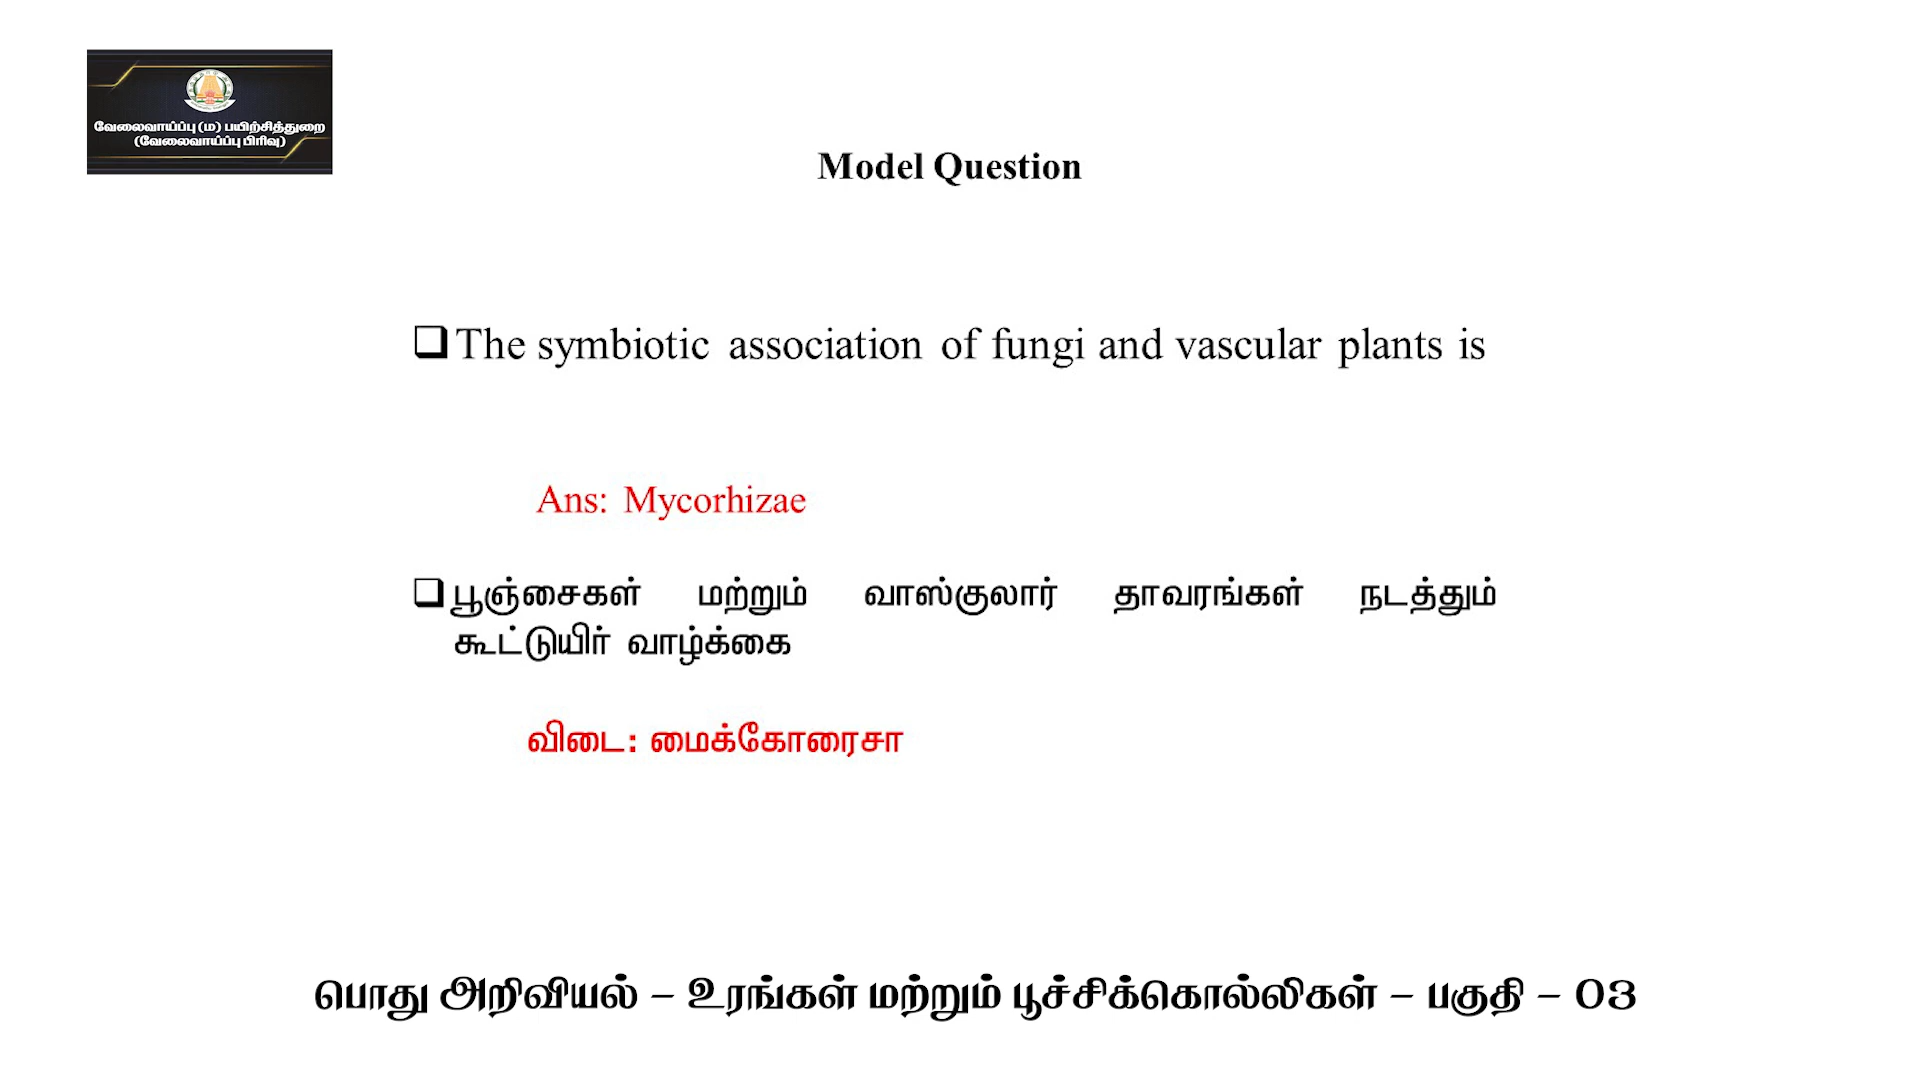 வேலைவாய்ப்பு (ம) பயிற்சித்துறை
(வேலைவாய்ப்பு பிரிவு)
Model Question
The symbiotic association of fungi and vascular plants is
Ans: Mycorhizae
பூஞ்சைகள் மற்றும் வாஸ்குலார் தாவரங்கள் நடத்தும்
கூட்டுயிர் வாழ்க்கை
விடை: மைக்கோரைசா
பொது அறிவியல் – உரங்கள் மற்றும் பூச்சிக்கொல்லிகள் – பகுதி – 03